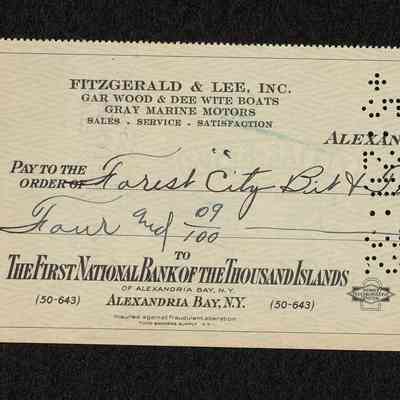 FITZGERALD & LEE, INC.
GAR WOOD & DEE WITE BOATS
GRAY MARINE MOTORS
SALES - SERVICE - SATISFACTION
ALEXAN
PAY TO THE
ORDER OF Forest City Bit &
Four and 09/100
TO
THE FIRST NATIONAL BANK OF THE THOUSAND ISLANDS
OF ALEXANDRIA BAY, N.Y.
(50-643) ALEXANDRIA BAY, N.Y. (50-643)
Insured against fraudulent alteration